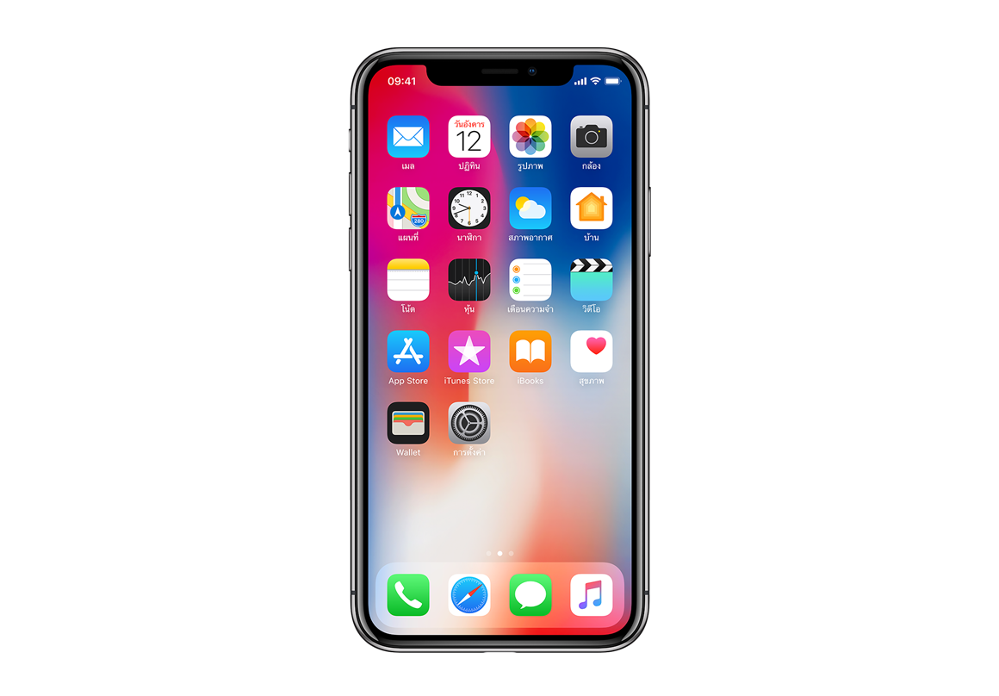 09:41
วันอังคาร
12
เมล
ปฏิทิน
รูปภาพ
กล้อง
280
แผนที่
นาฬิกา
สภาพอากาศ
บ้าน
โน้ต
หุ้น
เตือนความจำ
วิดีโอ
App Store
iTunes Store
iBooks
สุขภาพ
Wallet
การตั้งค่า